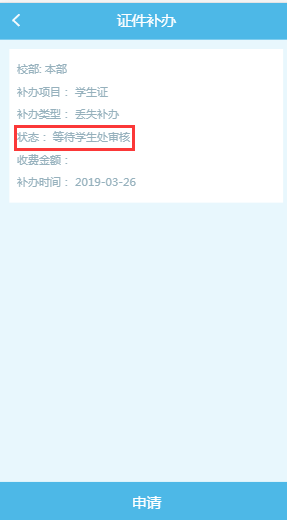 证件补办
校部: 本部
补办项目： 学生证
补办类型： 丢失补办
状态： 等待学生处审核
收费金额：
补办时间： 2019-03-26
申请